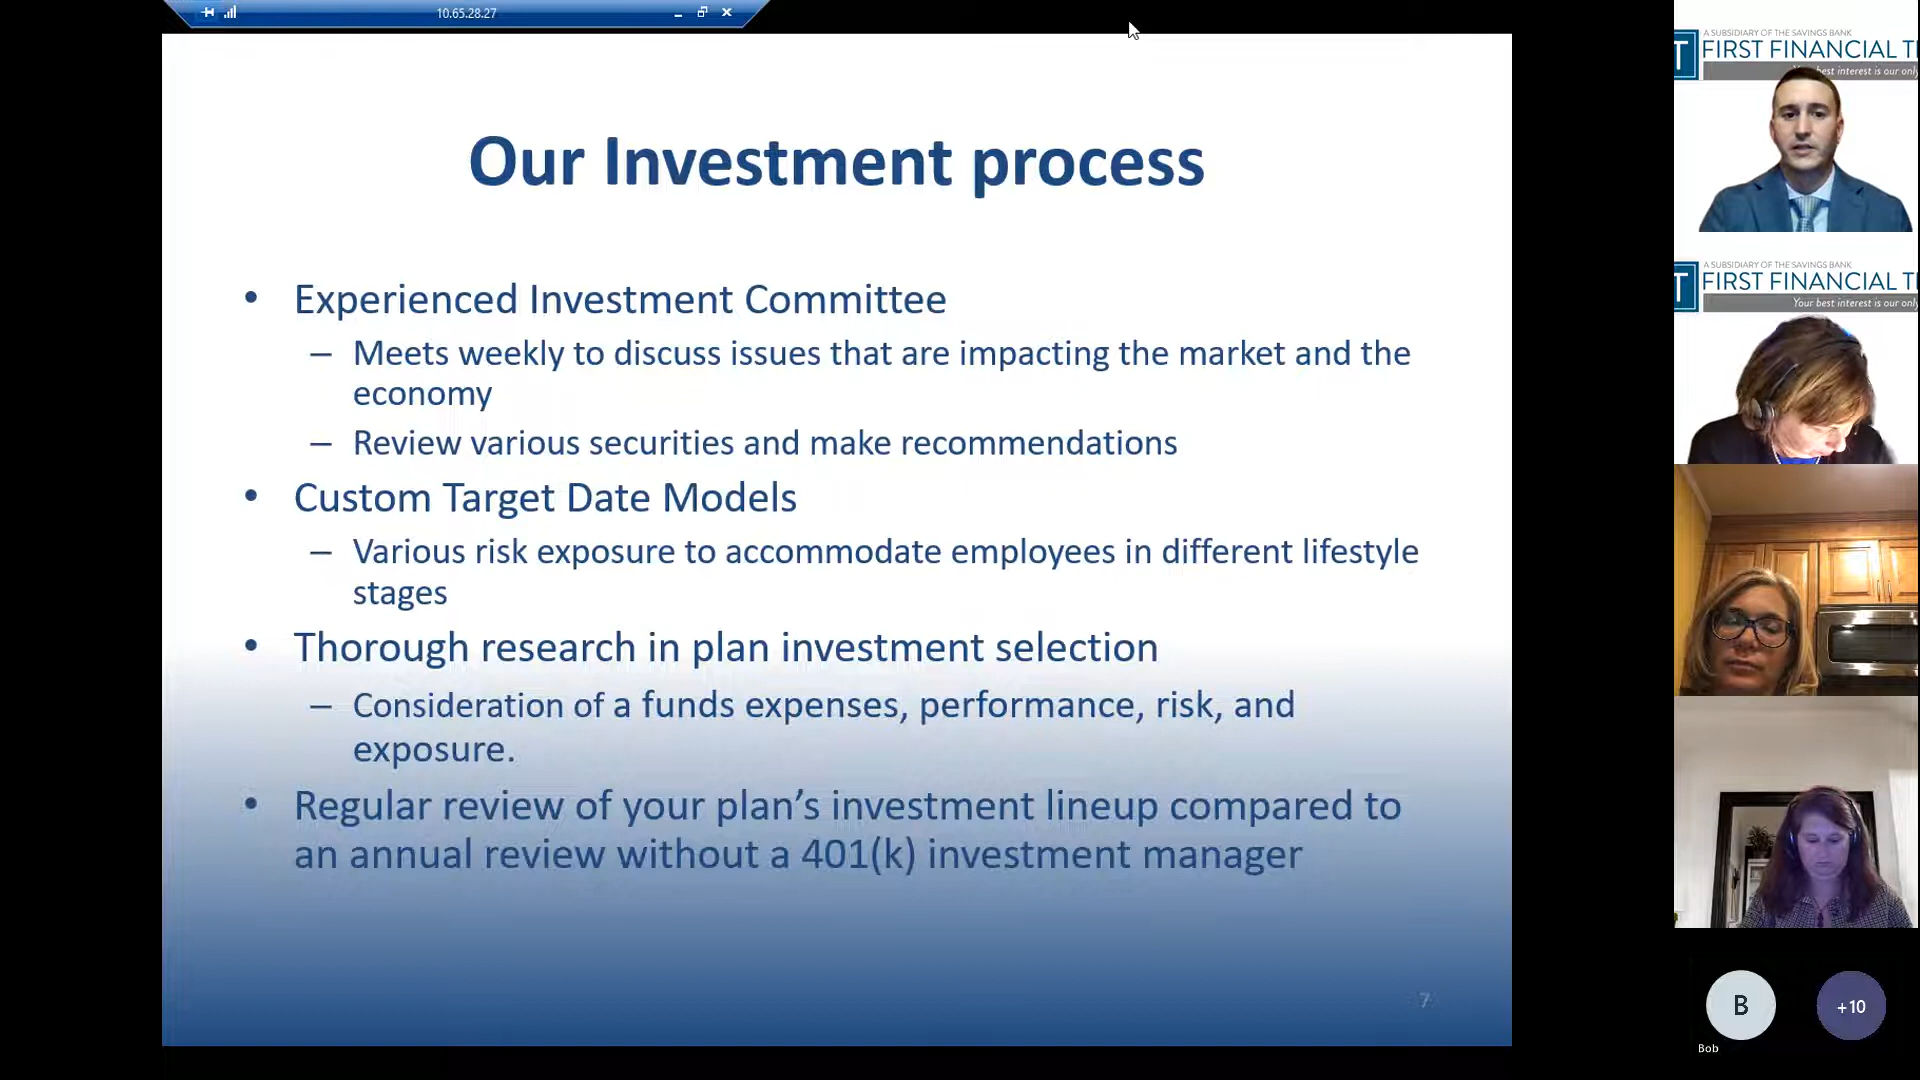 10.65.28.27
Our Investment process
• Experienced Investment Committee
– Meets weekly to discuss issues that are impacting the market and the
economy
– Review various securities and make recommendations
• Custom Target Date Models
– Various risk exposure to accommodate employees in different lifestyle
stages
• Thorough research in plan investment selection
– Consideration of a funds expenses, performance, risk, and
exposure.
• Regular review of your plan’s investment lineup compared to
an annual review without a 401(k) investment manager
7
A SUBSIDIARY OF THE SAVINGS BANK
T FIRST FINANCIAL T
best interest is our only
A SUBSIDIARY OF THE SAVINGS BANK
T FIRST FINANCIAL T
Your best interest is our only
B
+10
Bob